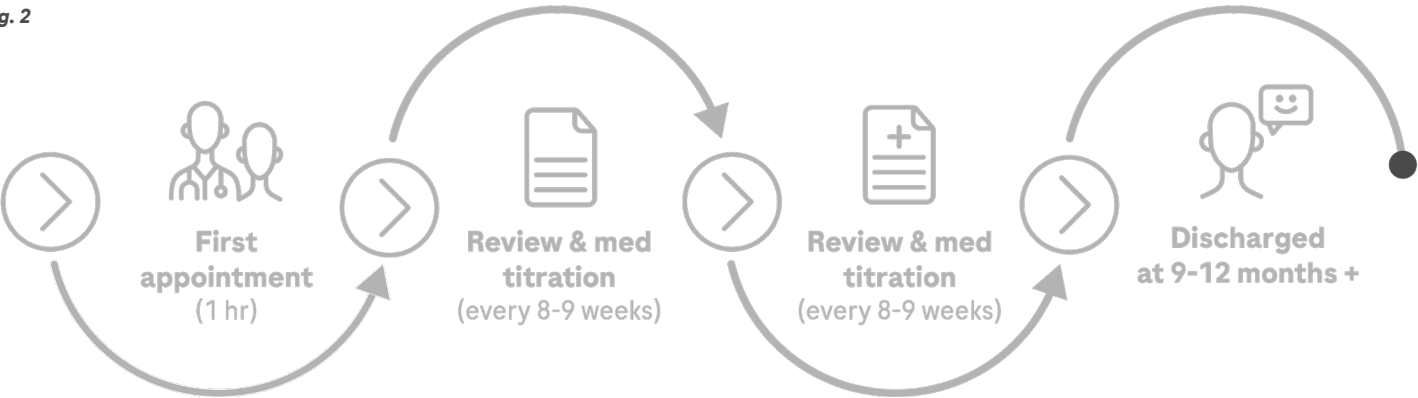 g. 2
First
appointment
(1 hr)
Review & med
titration
(every 8-9 weeks)
Review & med
titration
(every 8-9 weeks)
Discharged
at 9-12 months +